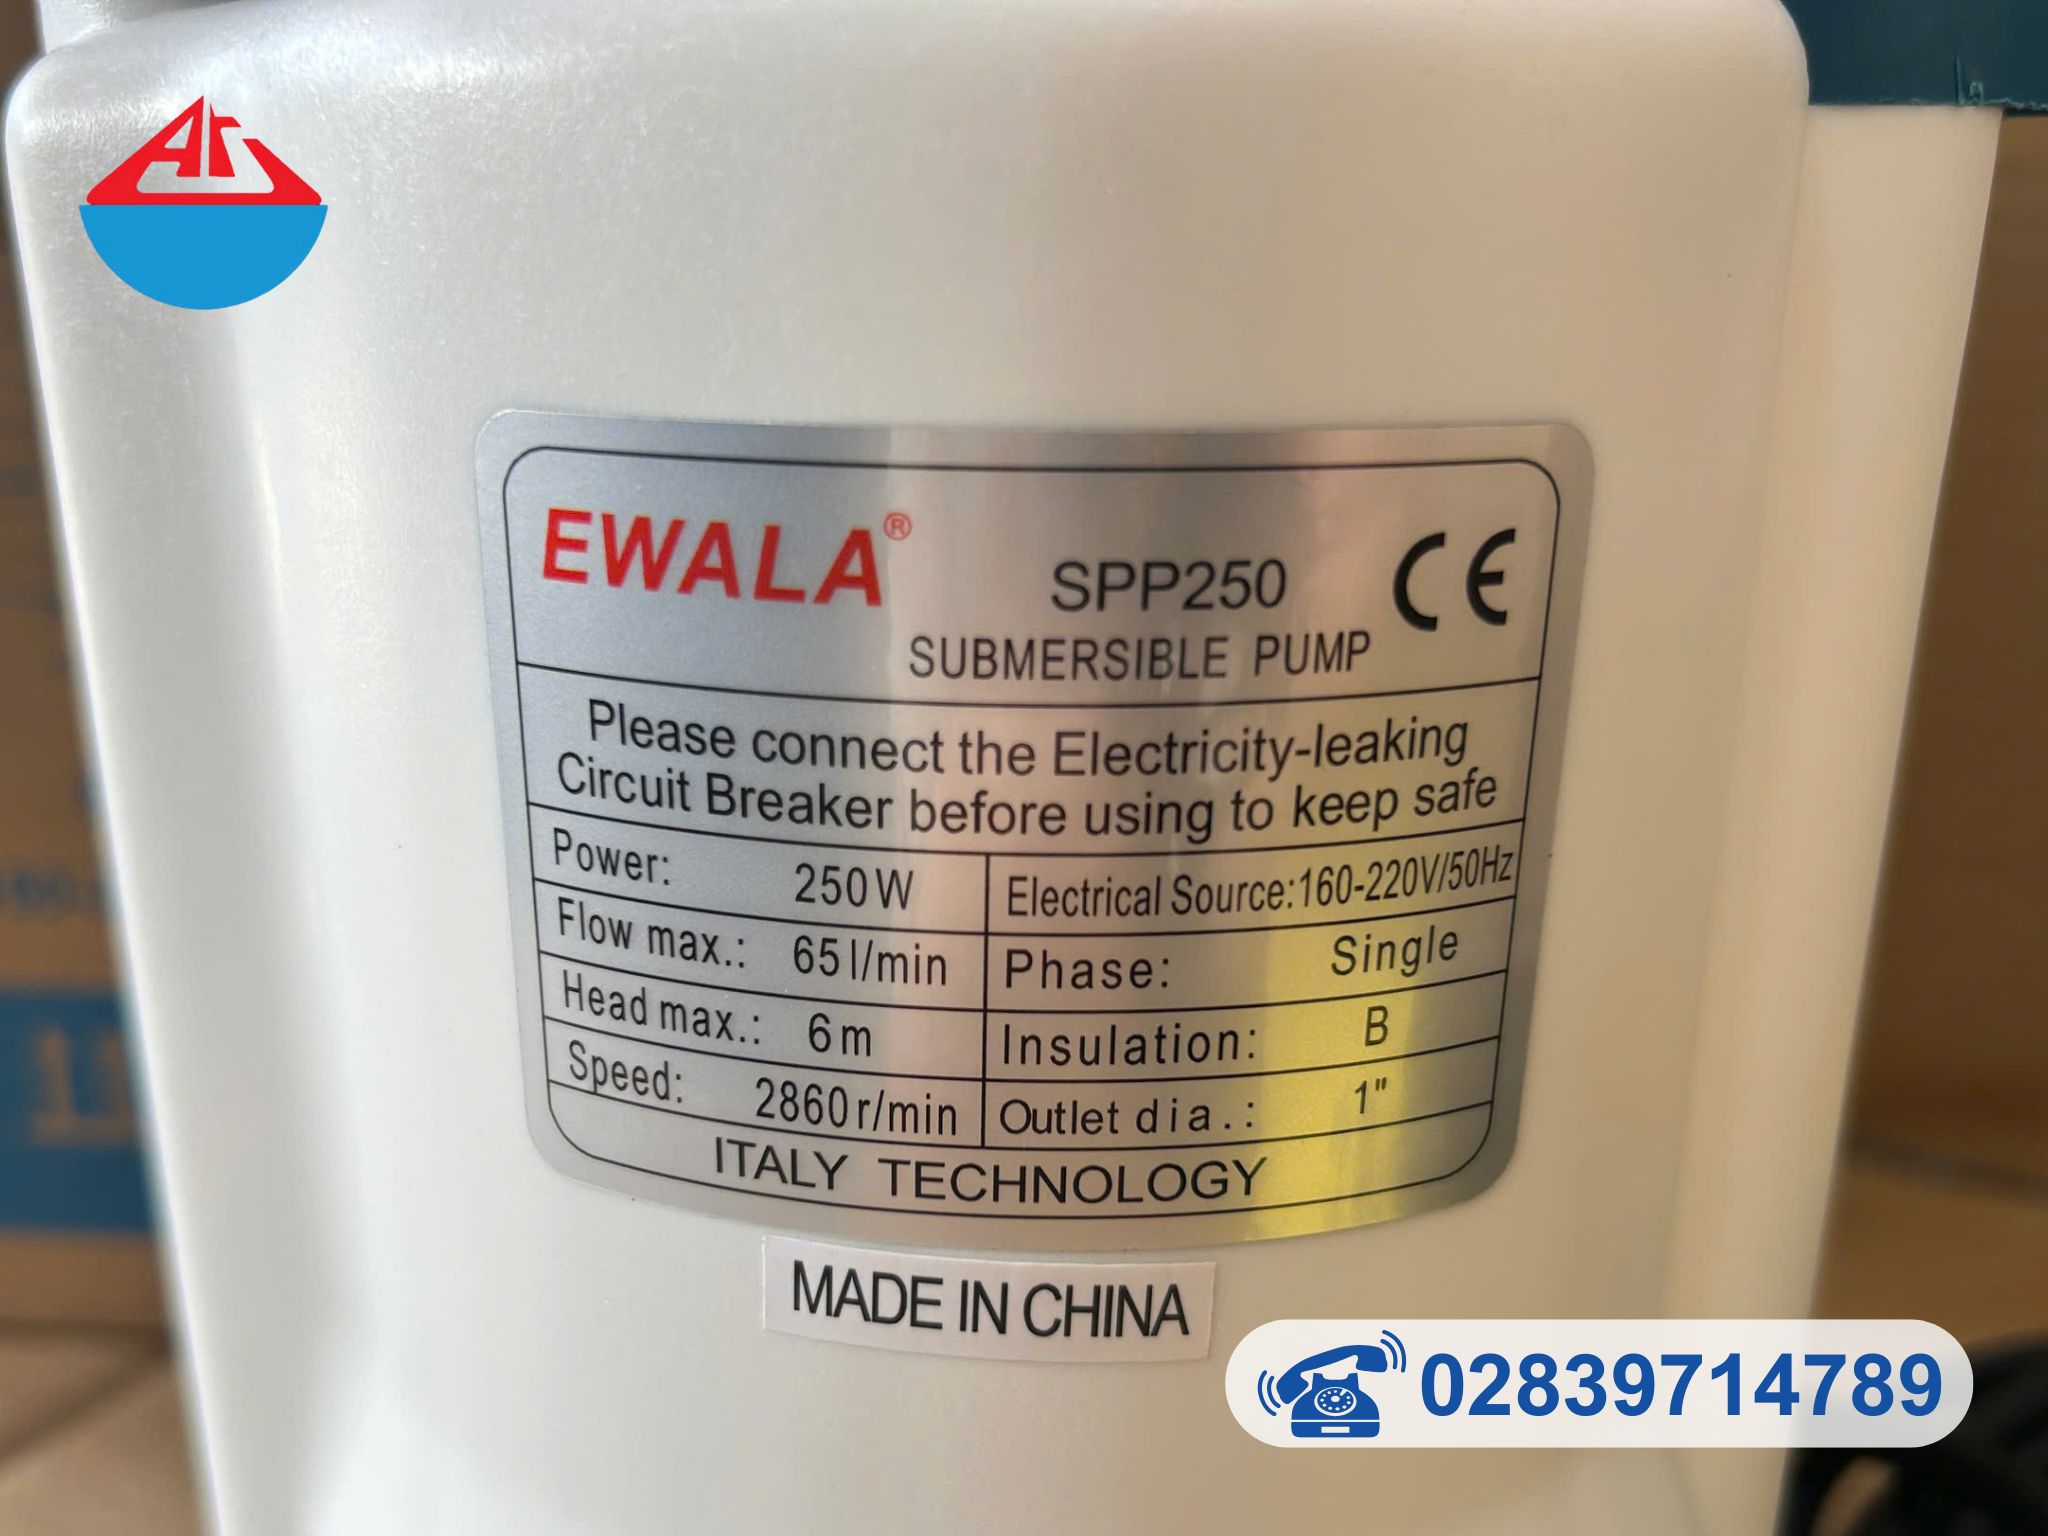 EWALA®
SPP250
CE
SUBMERSIBLE PUMP
Please connect the Electricity-leaking
Circuit Breaker before using to keep safe
Power: 250W
Electrical Source:160-220V/50Hz
Flow max.: 65 l/min
Phase: Single
Head max.: 6m
Insulation: B
Speed: 2860r/min
Outlet dia.: 1"
ITALY TECHNOLOGY
MADE IN CHINA
02839714789